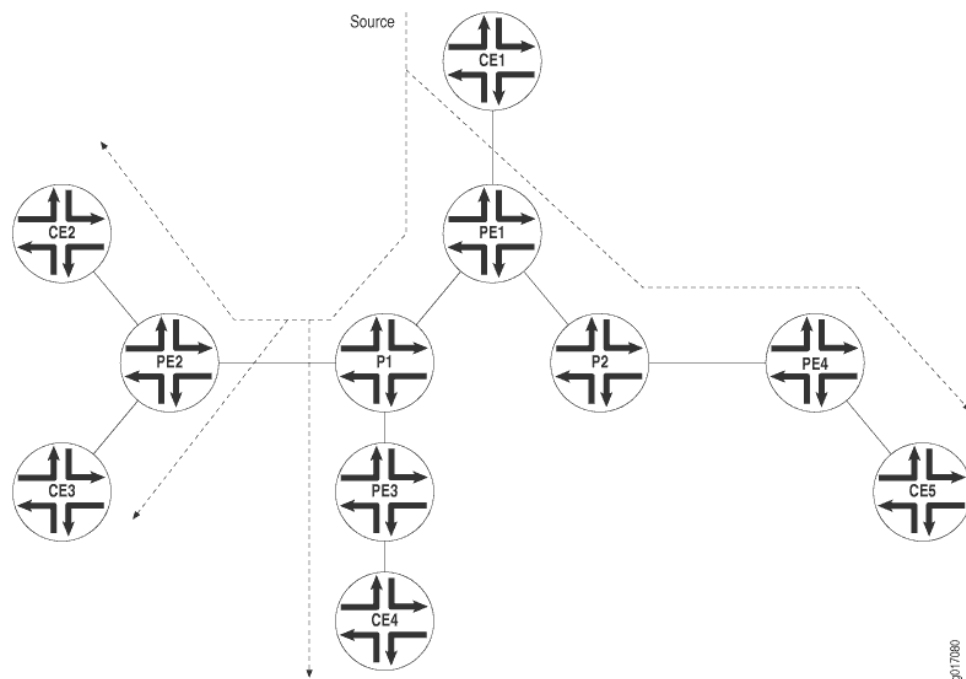 Source
CE1
CE2
PE1
PE2
P1
P2
PE4
CE3
PE3
CE5
CE4
g017080